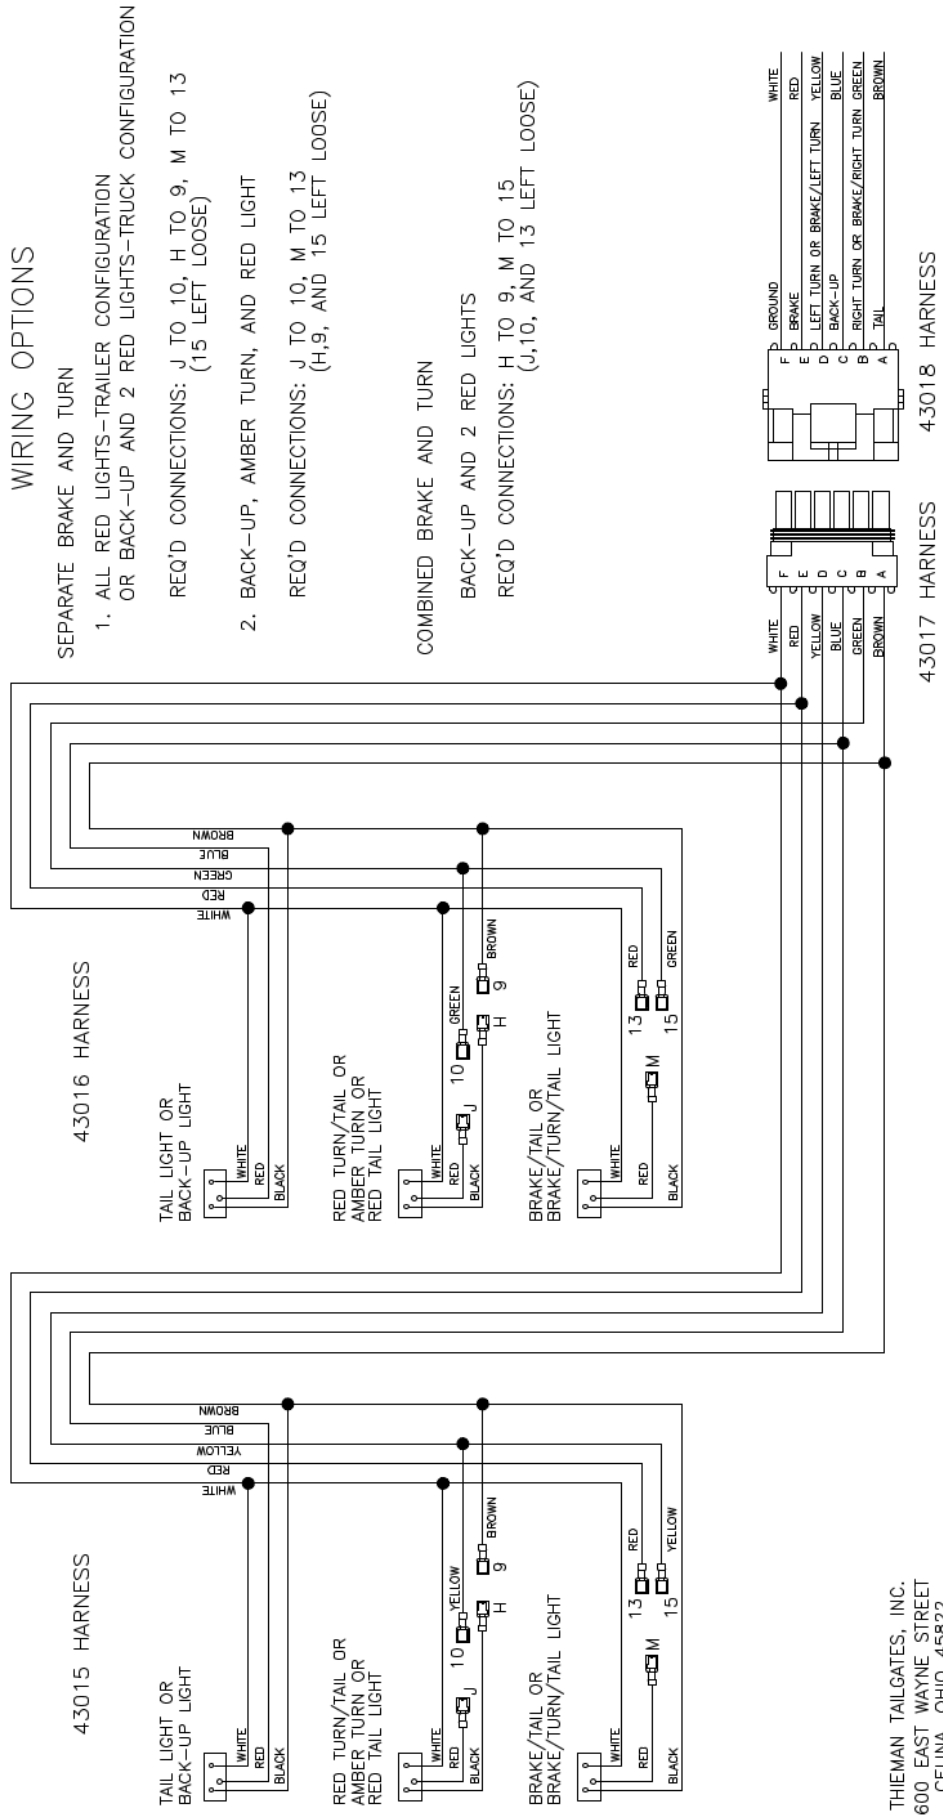 WIRING OPTIONS
SEPARATE BRAKE AND TURN
1. ALL RED LIGHTS-TRAILER CONFIGURATION
OR BACK-UP AND 2 RED LIGHTS-TRUCK CONFIGURATION
REQ'D CONNECTIONS: J TO 10, H TO 9, M TO 13
(15 LEFT LOOSE)
2. BACK-UP, AMBER TURN, AND RED LIGHT
REQ'D CONNECTIONS: J TO 10, M TO 13
(H,9, AND 15 LEFT LOOSE)
COMBINED BRAKE AND TURN
BACK-UP AND 2 RED LIGHTS
REQ'D CONNECTIONS: H TO 9, M TO 15
(J,10, AND 13 LEFT LOOSE)
43015 HARNESS
TAIL LIGHT OR
BACK-UP LIGHT
WHITE
RED
BLACK
RED TURN/TAIL OR
AMBER TURN OR
RED TAIL LIGHT
WHITE
RED
BLACK
J
10
YELLOW
H
9
BROWN
BRAKE/TAIL OR
BRAKE/TURN/TAIL LIGHT
WHITE
RED
BLACK
M
13
RED
15
YELLOW
WHITE
RED
YELLOW
BLUE
BROWN
43016 HARNESS
TAIL LIGHT OR
BACK-UP LIGHT
WHITE
RED
BLACK
RED TURN/TAIL OR
AMBER TURN OR
RED TAIL LIGHT
WHITE
RED
BLACK
J
10
GREEN
H
9
BROWN
BRAKE/TAIL OR
BRAKE/TURN/TAIL LIGHT
WHITE
RED
BLACK
M
13
RED
15
GREEN
WHITE
RED
GREEN
BLUE
BROWN
WHITE F
RED E
YELLOW D
BLUE C
GREEN B
BROWN A
43017 HARNESS
F GROUND WHITE
E BRAKE RED
D LEFT TURN OR BRAKE/LEFT TURN YELLOW
C BACK-UP BLUE
B RIGHT TURN OR BRAKE/RIGHT TURN GREEN
A TAIL BROWN
43018 HARNESS
THIEMAN TAILGATES, INC.
600 EAST WAYNE STREET
CELINA, OHIO 45822